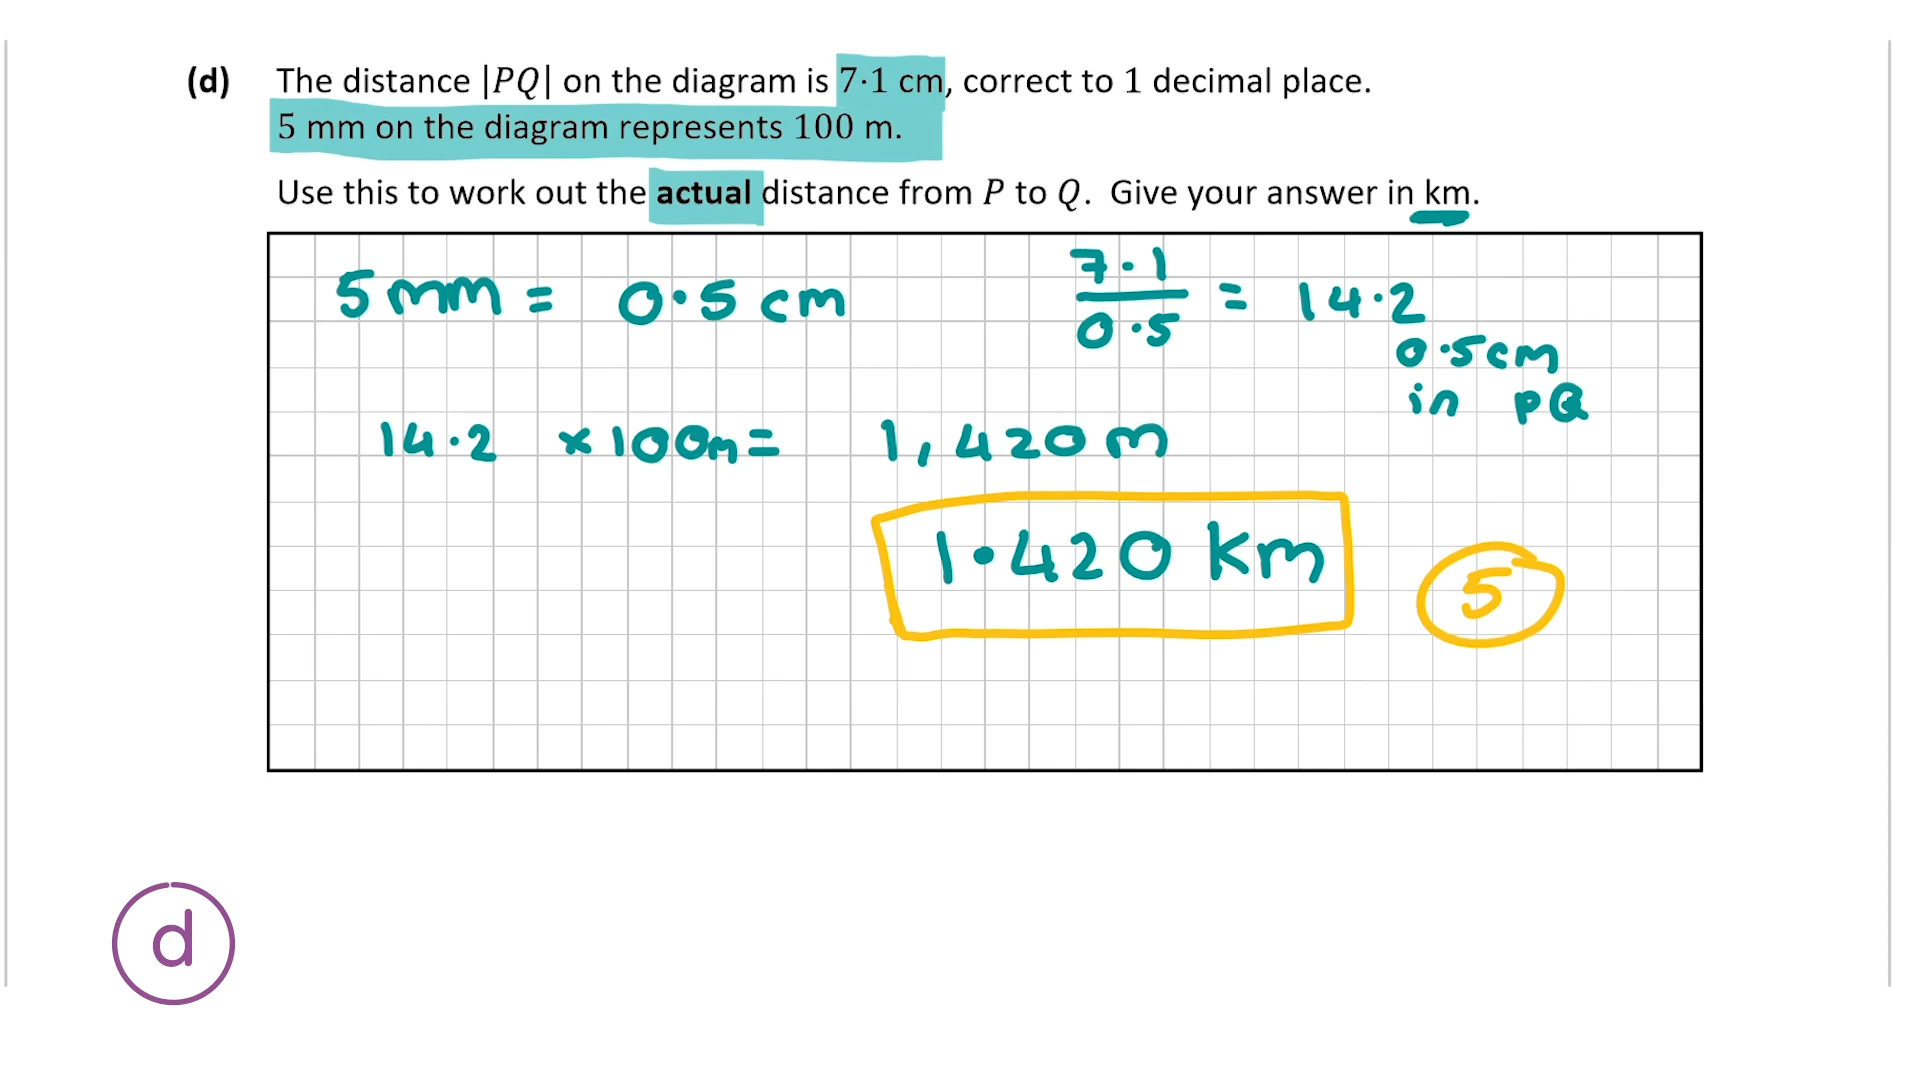 (d) The distance |PQ| on the diagram is 7·1 cm, correct to 1 decimal place.
5 mm on the diagram represents 100 m.
Use this to work out the actual distance from P to Q. Give your answer in km.
5mm = 0·5 cm
7·1
0·5
= 14·2
0·5cm
in PQ
14·2 ×100m= 1,420 m
1·420 km
5
d